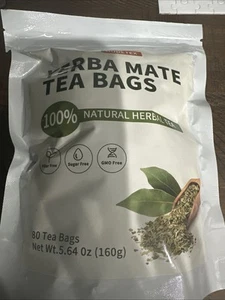 YERBA MATE
TEA BAGS
100% NATURAL HERBAL TEA
Sugar Free
GMO Free
80 Tea Bags
Net Wt.5.64 Oz (160g)